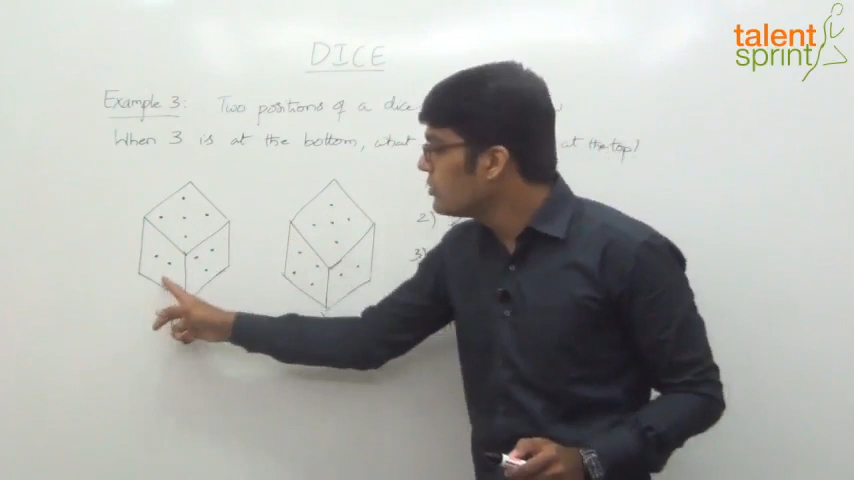 talent
sprint
DICE
Example 3: Two positions of a dice
When 3 is at the bottom, what at the top?
2)
3)